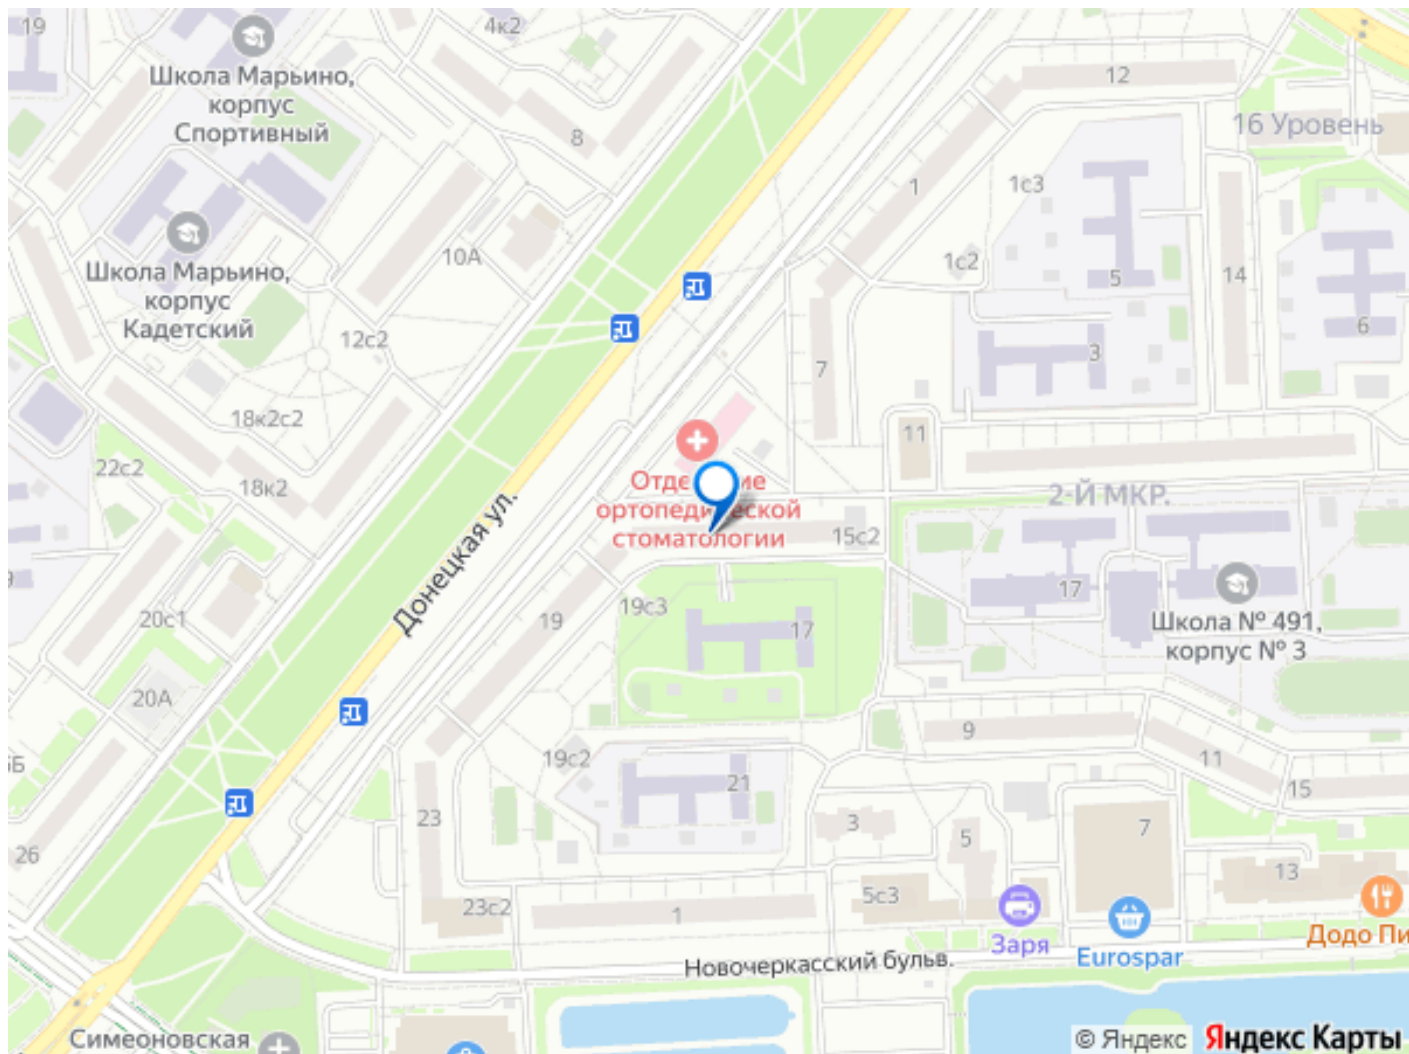 19
4к2
Школа Марьино,
корпус
Спортивный
8
12
16 Уровень
1
1с3
10А
1с2
5
14
6
Школа Марьино,
корпус
Кадетский
12с2
3
7
18к2с2
11
22с2
18к2
2-Й МКР.
ортопедической
стоматологии
15с2
Донецкая ул.
17
Школа № 491,
корпус № 3
19с3
19
17
20с1
20А
9
11
15
19с2
21
23
3
5
7
26
13
5с3
23с2
1
Заря
Eurospar
Додо Пи
Новочеркасский бульв.
Симеоновская
© Яндекс
Яндекс Карты